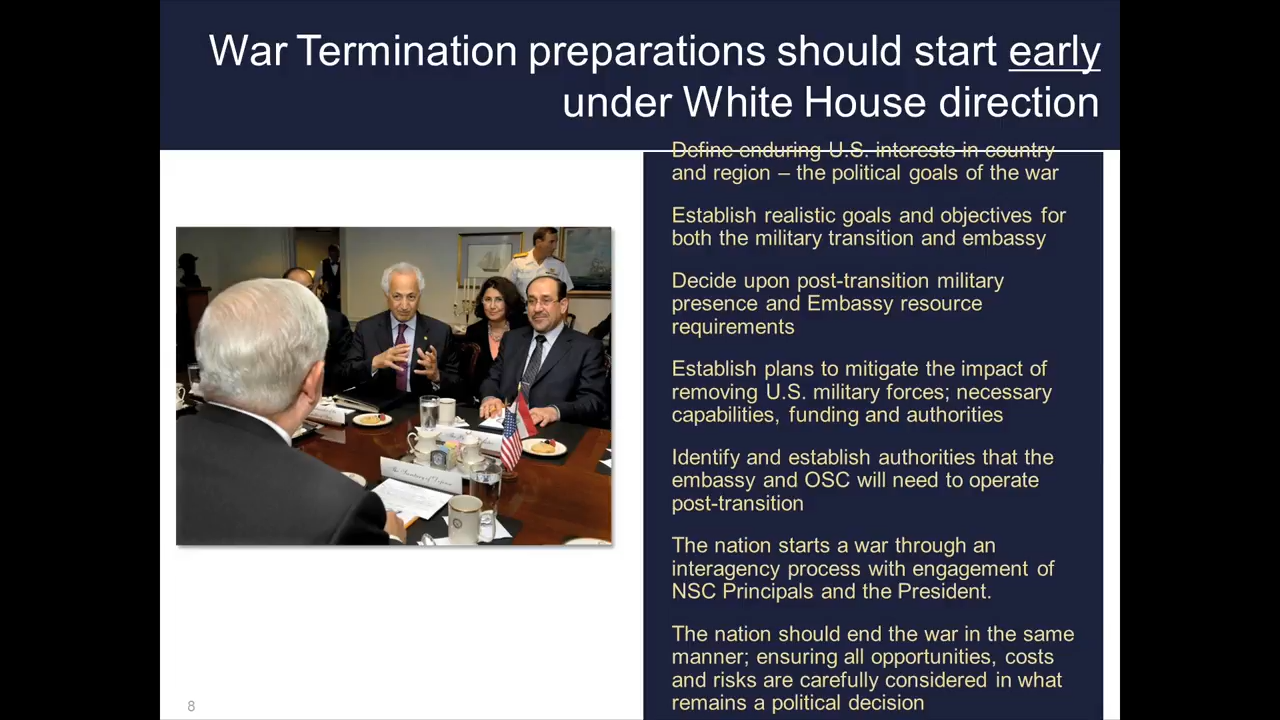 War Termination preparations should start early
under White House direction
Define enduring U.S. interests in country
and region – the political goals of the war
Establish realistic goals and objectives for
both the military transition and embassy
Decide upon post-transition military
presence and Embassy resource
requirements
Establish plans to mitigate the impact of
removing U.S. military forces; necessary
capabilities, funding and authorities
Identify and establish authorities that the
embassy and OSC will need to operate
post-transition
The nation starts a war through an
interagency process with engagement of
NSC Principals and the President.
The nation should end the war in the same
manner; ensuring all opportunities, costs
and risks are carefully considered in what
remains a political decision
The Secretary of Defense
8